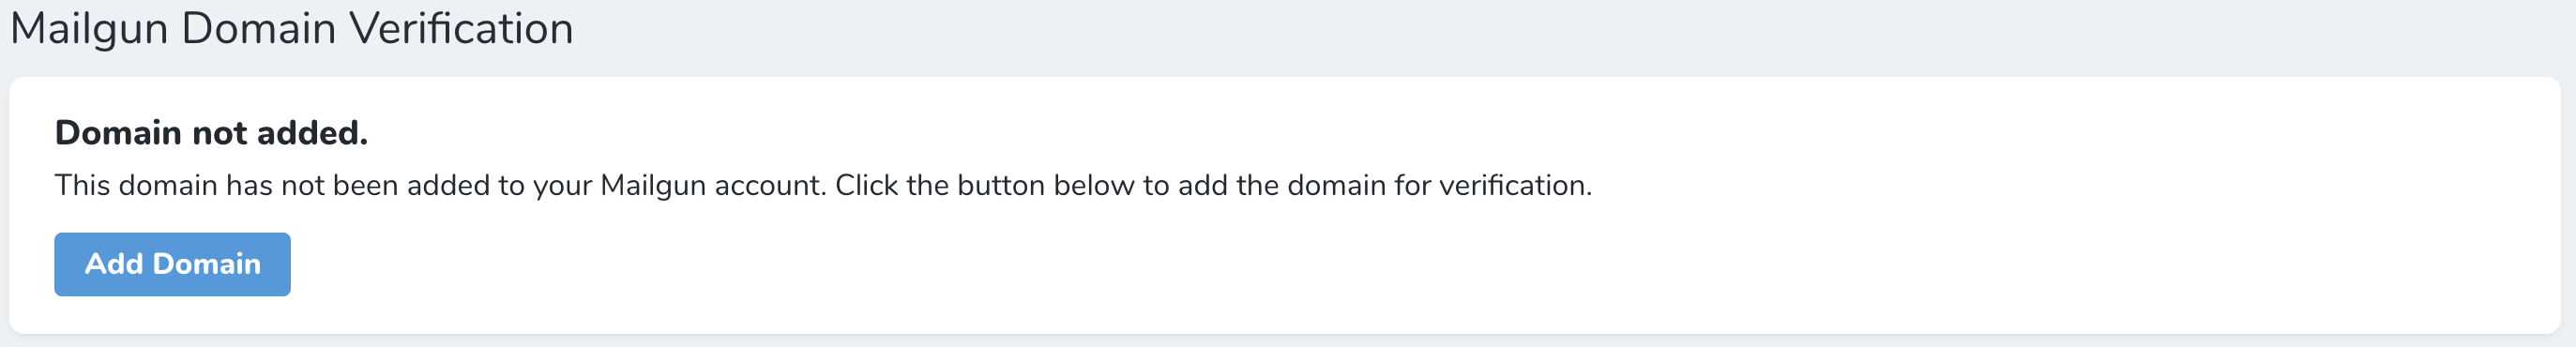 Mailgun Domain Verification
Domain not added.
This domain has not been added to your Mailgun account. Click the button below to add the domain for verification.
Add Domain